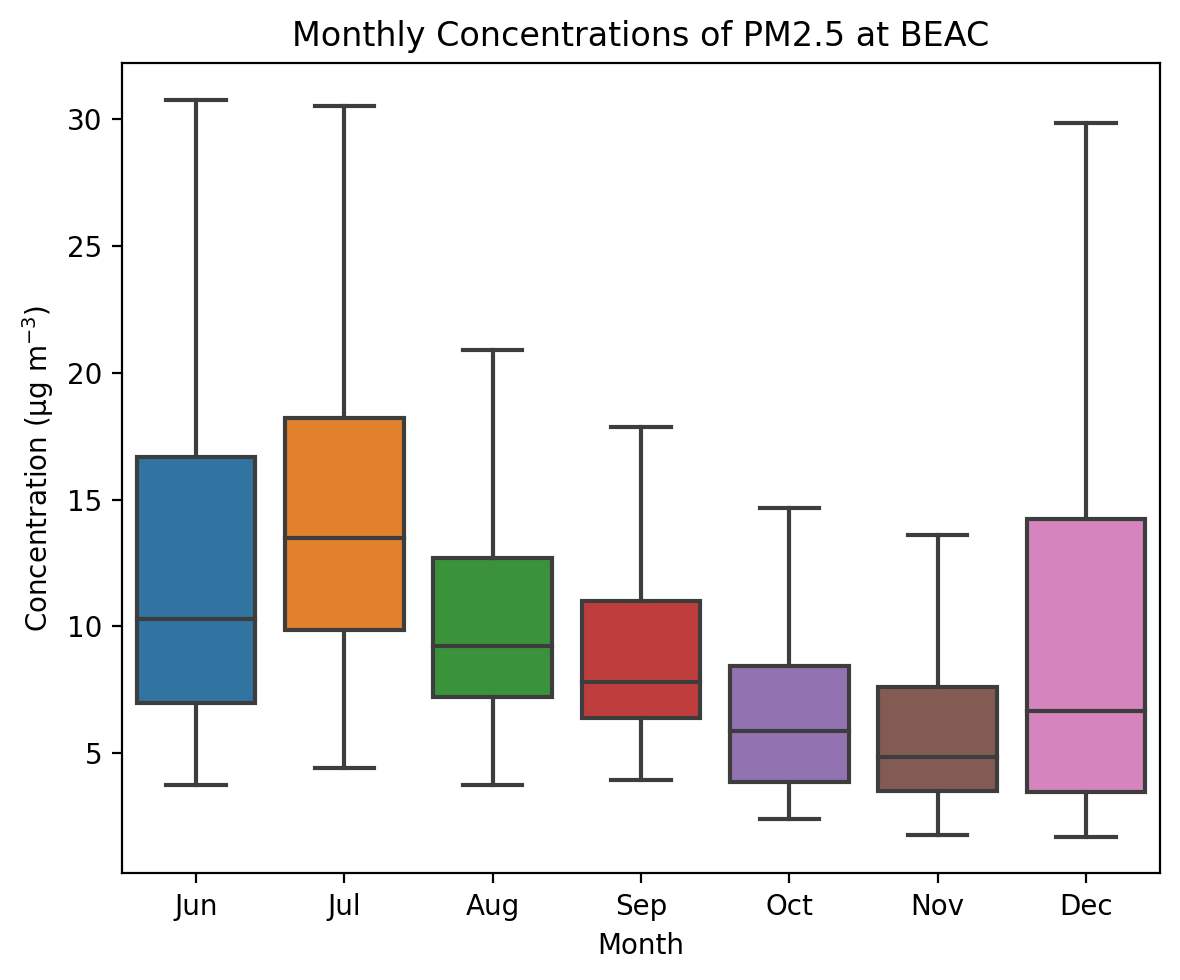 Monthly Concentrations of PM2.5 at BEAC
Concentration (µg m⁻³)
30
25
20
15
10
5
Jun Jul Aug Sep Oct Nov Dec
Month